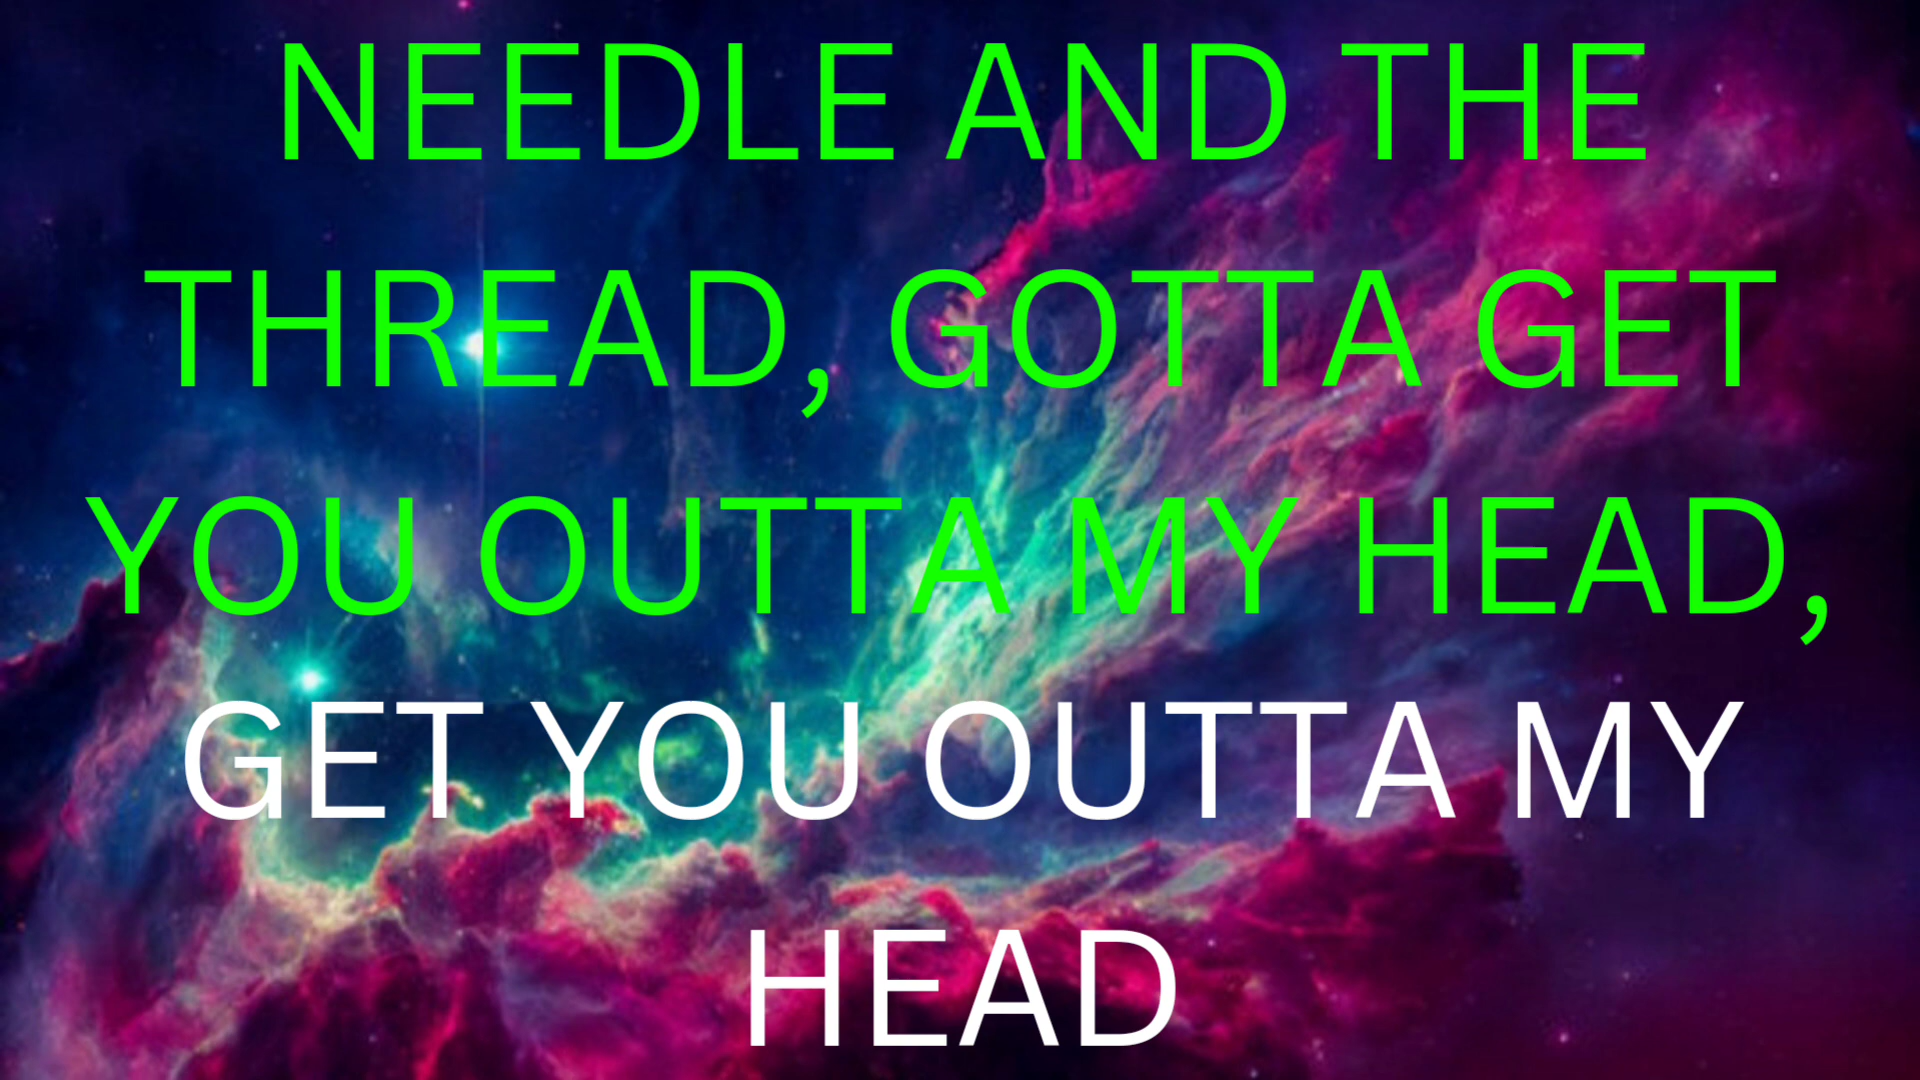 NEEDLE AND THE
THREAD, GOTTA GET
YOU OUTTA MY HEAD,
GET YOU OUTTA MY
HEAD